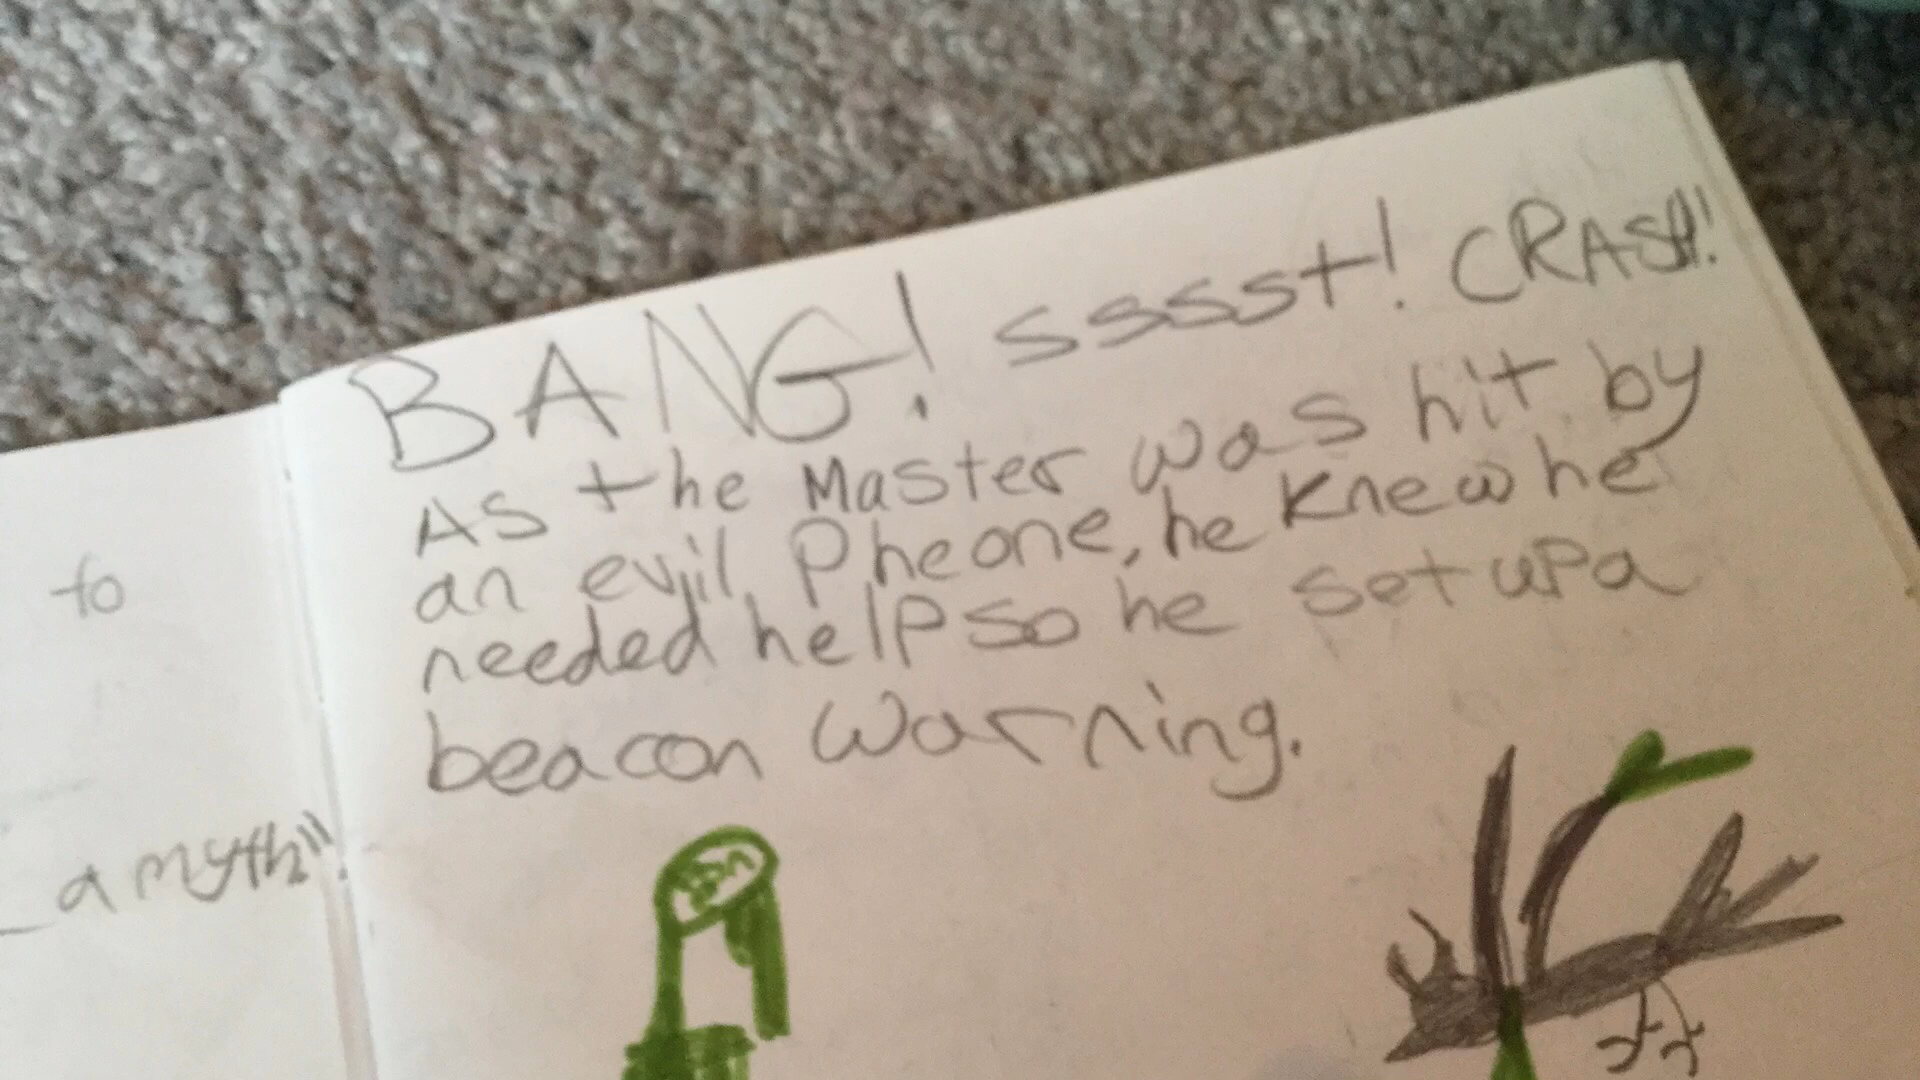 to
a myth!!
BANG! sssst! CRASH!
As the Master was hit by
an evil Pheone, he knew he
needed help so he set up a
beacon warning.